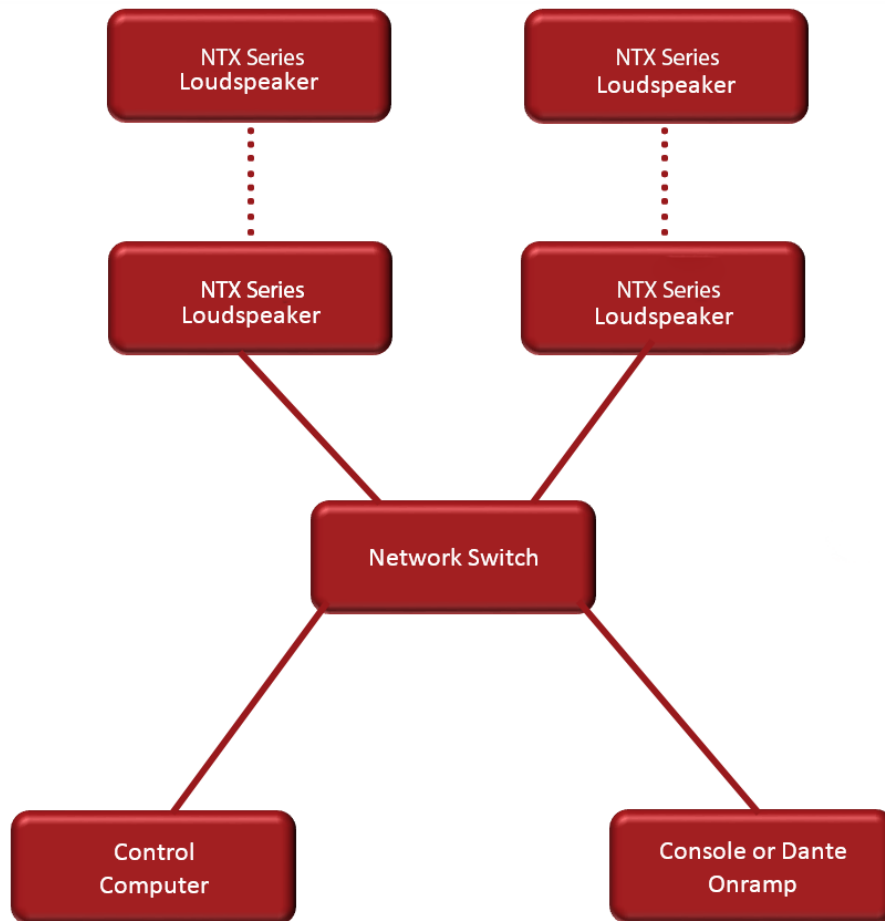 NTX Series
Loudspeaker
NTX Series
Loudspeaker
NTX Series
Loudspeaker
NTX Series
Loudspeaker
Network Switch
Control
Computer
Console or Dante
Onramp